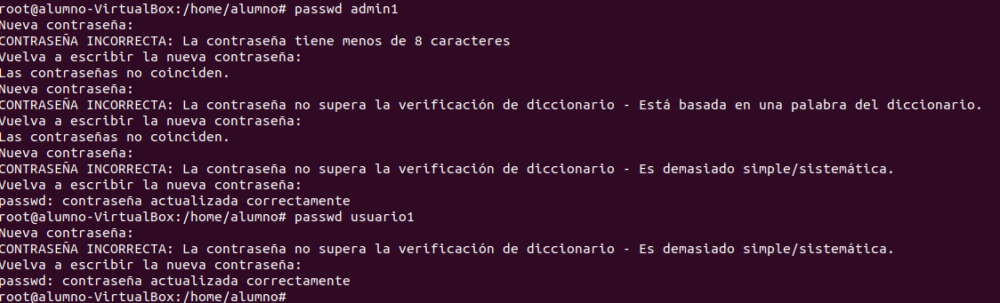 root@alumno-VirtualBox:/home/alumno# passwd admin1
Nueva contraseña:
CONTRASEÑA INCORRECTA: La contraseña tiene menos de 8 caracteres
Vuelva a escribir la nueva contraseña:
Las contraseñas no coinciden.
Nueva contraseña:
CONTRASEÑA INCORRECTA: La contraseña no supera la verificación de diccionario - Está basada en una palabra del diccionario.
Vuelva a escribir la nueva contraseña:
Las contraseñas no coinciden.
Nueva contraseña:
CONTRASEÑA INCORRECTA: La contraseña no supera la verificación de diccionario - Es demasiado simple/sistemática.
Vuelva a escribir la nueva contraseña:
passwd: contraseña actualizada correctamente
root@alumno-VirtualBox:/home/alumno# passwd usuario1
Nueva contraseña:
CONTRASEÑA INCORRECTA: La contraseña no supera la verificación de diccionario - Es demasiado simple/sistemática.
Vuelva a escribir la nueva contraseña:
passwd: contraseña actualizada correctamente
root@alumno-VirtualBox:/home/alumno#